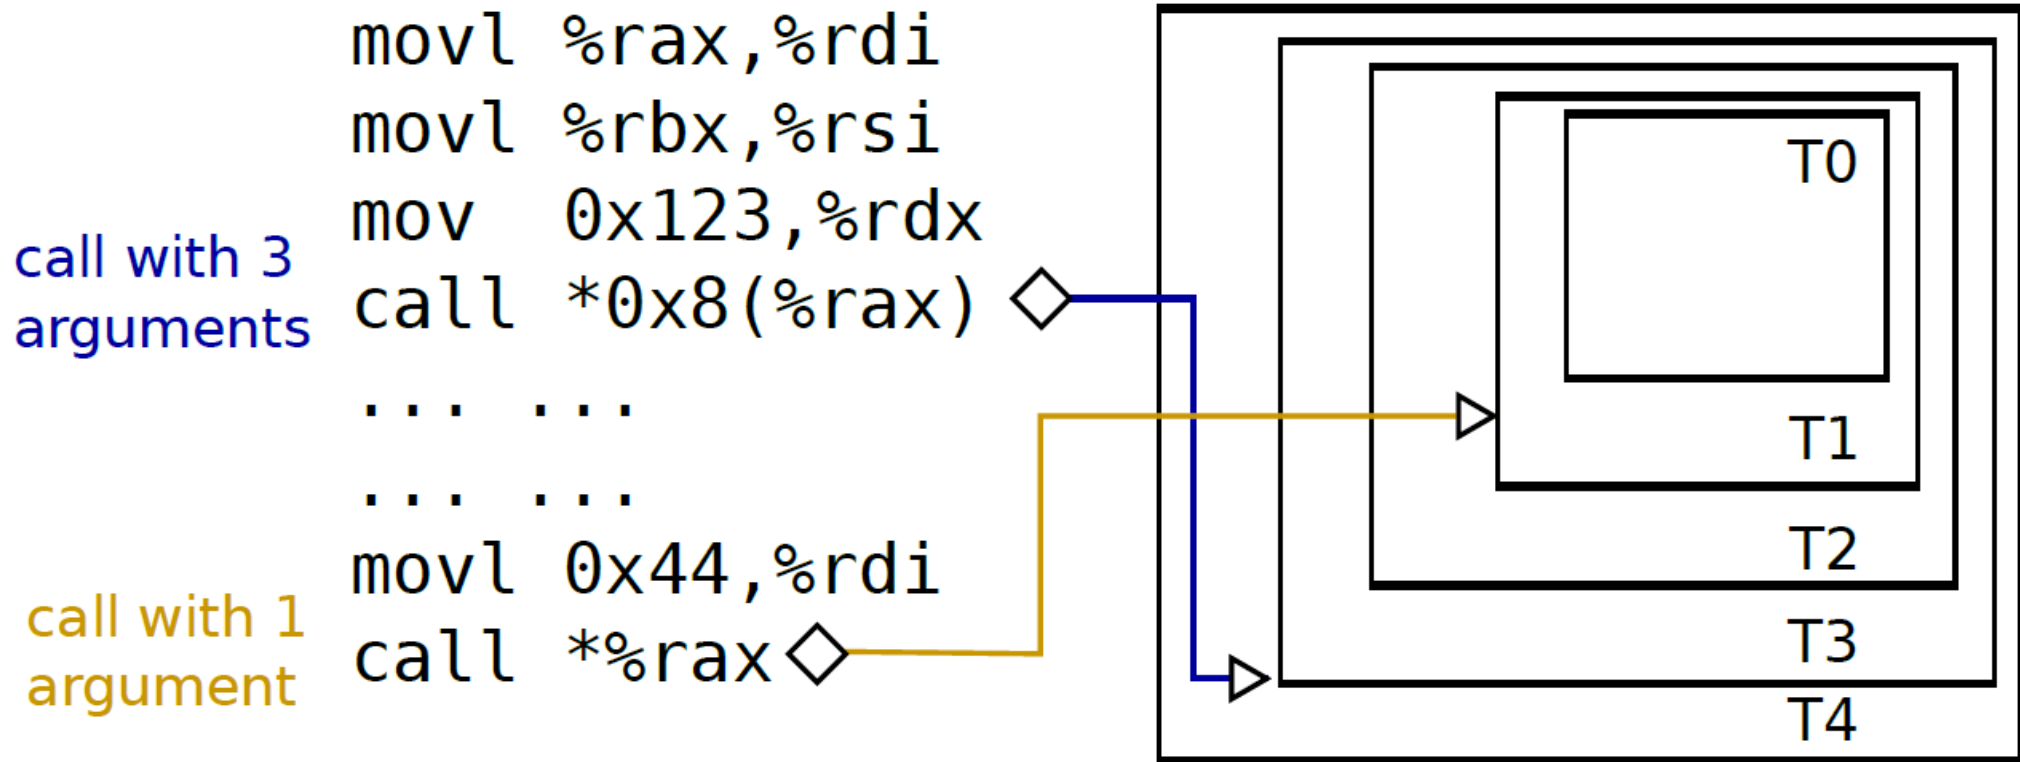 movl %rax,%rdi
movl %rbx,%rsi
mov 0x123,%rdx
call *0x8(%rax)
... ...
... ...
movl 0x44,%rdi
call *%rax
call with 3
arguments
call with 1
argument
T0
T1
T2
T3
T4